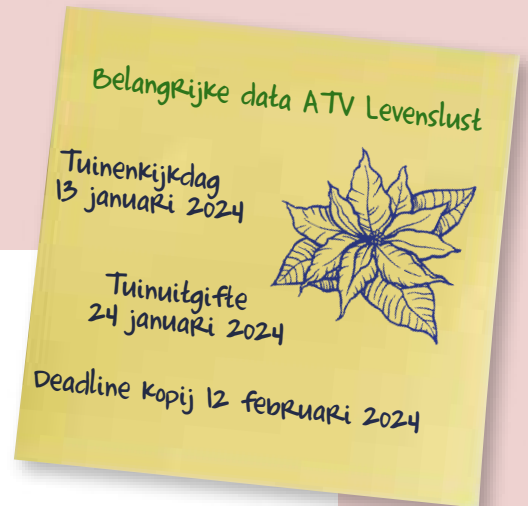 Belangrijke data ATV Levenslust
Tuinenkijkdag
13 januari 2024
Tuinuitgifte
24 januari 2024
Deadline kopij 12 februari 2024